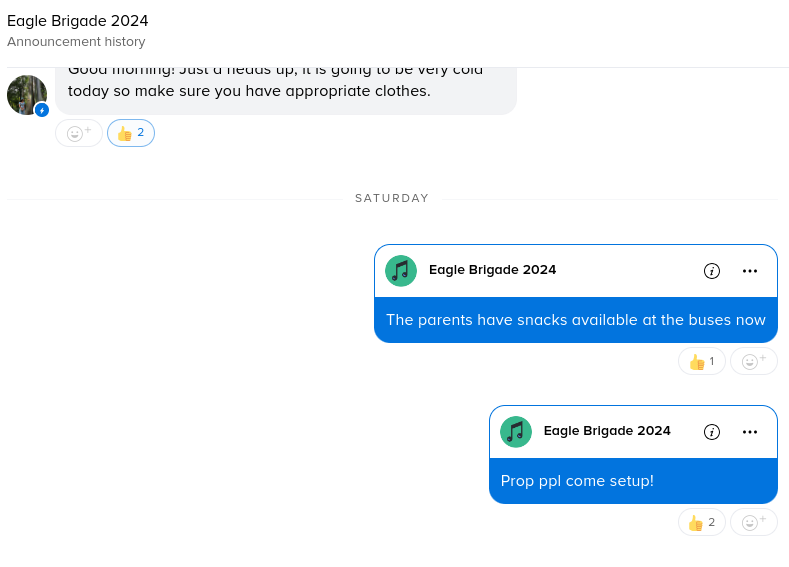 Eagle Brigade 2024
Announcement history
Good morning! Just a heads up, it is going to be very cold
today so make sure you have appropriate clothes.
2
SATURDAY
Eagle Brigade 2024
The parents have snacks available at the buses now
1
Eagle Brigade 2024
Prop ppl come setup!
2